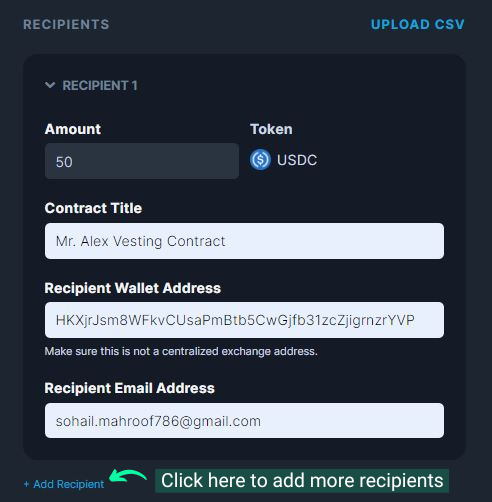 RECIPIENTS UPLOAD CSV
RECIPIENT 1
Amount Token
50 USDC
Contract Title
Mr. Alex Vesting Contract
Recipient Wallet Address
HKXjrJsm8WFkvCUsaPmBtb5CwGjfb31zcZjigrnzrYVP
Make sure this is not a centralized exchange address.
Recipient Email Address
sohail.mahroof786@gmail.com
+ Add Recipient Click here to add more recipients